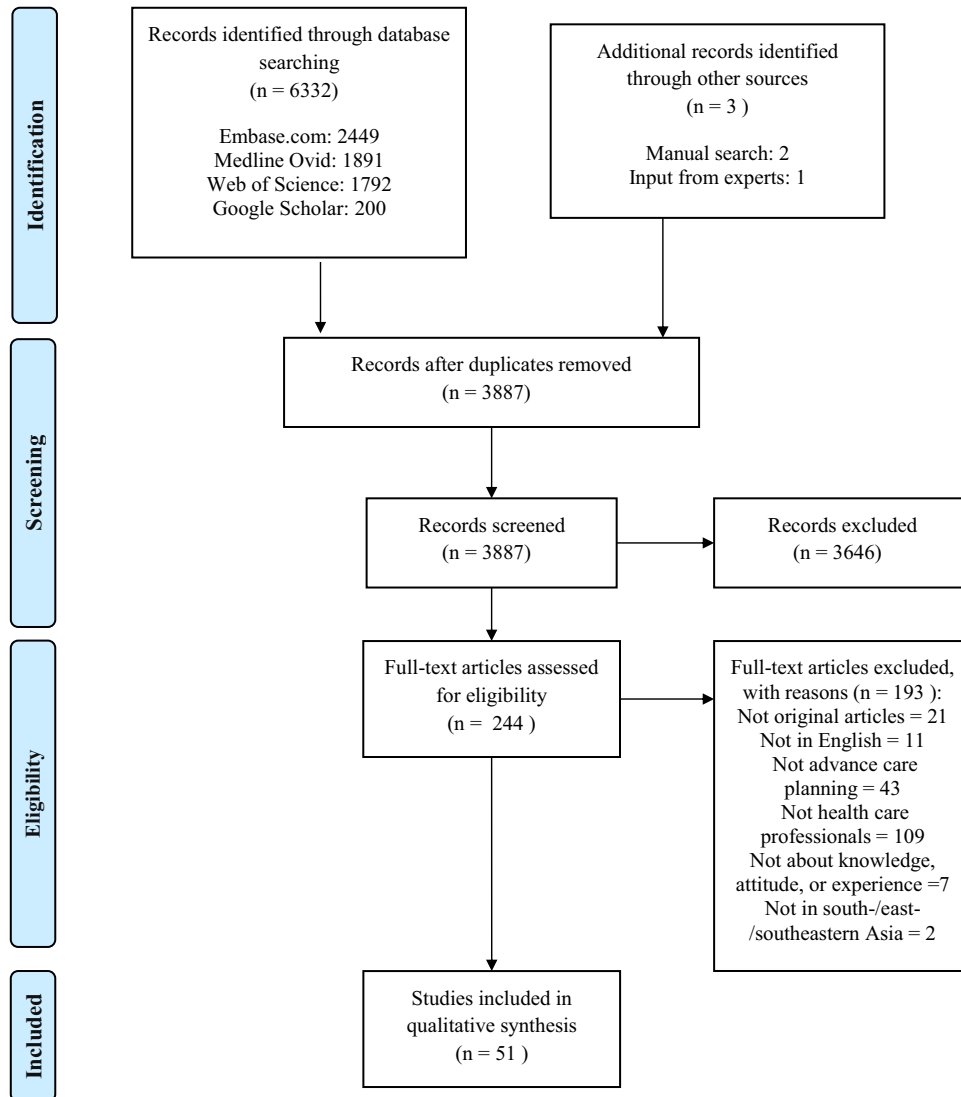 Identification
Records identified through database
searching
(n = 6332)
Embase.com: 2449
Medline Ovid: 1891
Web of Science: 1792
Google Scholar: 200
Additional records identified
through other sources
(n = 3 )
Manual search: 2
Input from experts: 1
Screening
Records after duplicates removed
(n = 3887)
Records screened
(n = 3887)
Records excluded
(n = 3646)
Eligibility
Full-text articles assessed
for eligibility
(n =  244 )
Full-text articles excluded,
with reasons (n = 193 ):
Not original articles = 21
Not in English = 11
Not advance care
planning = 43
Not health care
professionals = 109
Not about knowledge,
attitude, or experience =7
Not in south-/east-
/southeastern Asia = 2
Included
Studies included in
qualitative synthesis
(n = 51 )